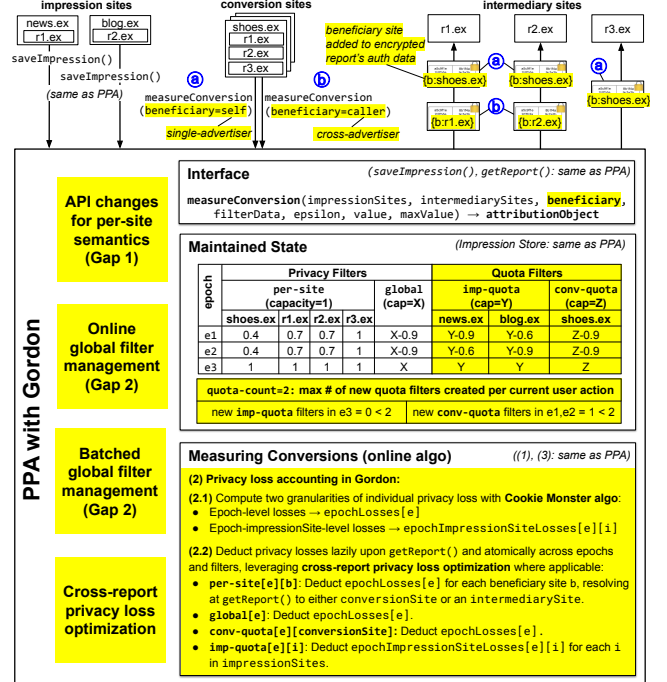 impression sites
conversion sites
intermediary sites
news.ex
r1.ex
blog.ex
r2.ex
shoes.ex
r1.ex
r2.ex
r3.ex
beneficiary site
added to encrypted
report's auth data
r1.ex
r2.ex
r3.ex
saveImpression()
saveImpression()
(same as PPA)
a
b
measureConversion
(beneficiary=self)
single-advertiser
measureConversion
(beneficiary=caller)
cross-advertiser
a
a
{b:shoes.ex}
{b:shoes.ex}
{b:shoes.ex}
b
{b:r1.ex}
{b:r2.ex}
PPA with Gordon
API changes
for per-site
semantics
(Gap 1)
Online
global filter
management
(Gap 2)
Batched
global filter
management
(Gap 2)
Cross-report
privacy loss
optimization
Interface
(saveImpression(), getReport(): same as PPA)
measureConversion(impressionSites, intermediarySites, beneficiary,
filterData, epsilon, value, maxValue) → attributionObject
Maintained State
(Impression Store: same as PPA)
epoch
Privacy Filters
Quota Filters
per-site
(capacity=1)
global
(cap=X)
imp-quota
(cap=Y)
conv-quota
(cap=Z)
shoes.ex r1.ex r2.ex r3.ex news.ex blog.ex shoes.ex
e1 0.4 0.7 0.7 1 X-0.9 Y-0.9 Y-0.6 Z-0.9
e2 0.4 0.7 0.7 1 X-0.9 Y-0.6 Y-0.9 Z-0.9
e3 1 1 1 1 X Y Y Z
quota-count=2: max # of new quota filters created per current user action
new imp-quota filters in e3 = 0 < 2
new conv-quota filters in e1,e2 = 1 < 2
Measuring Conversions (online algo)
((1), (3): same as PPA)
(2) Privacy loss accounting in Gordon:
(2.1) Compute two granularities of individual privacy loss with Cookie Monster algo:
● Epoch-level losses → epochLosses[e]
● Epoch-impressionSite-level losses → epochImpressionSiteLosses[e][i]
(2.2) Deduct privacy losses lazily upon getReport() and atomically across epochs
and filters, leveraging cross-report privacy loss optimization where applicable:
● per-site[e][b]: Deduct epochLosses[e] for each beneficiary site b, resolving
at getReport() to either conversionSite or an intermediarySite.
● global[e]: Deduct epochLosses[e].
● conv-quota[e][conversionSite]: Deduct epochLosses[e].
● imp-quota[e][i]: Deduct epochImpressionSiteLosses[e][i] for each i
in impressionSites.